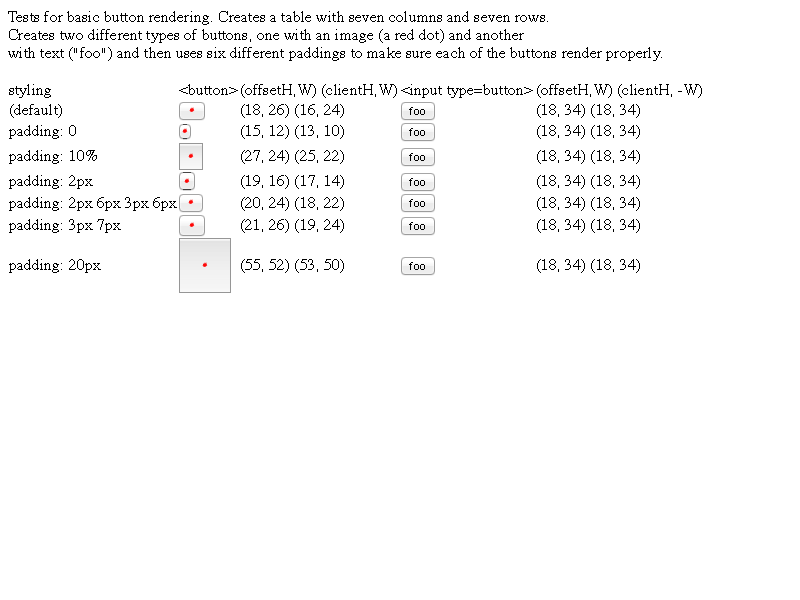 Tests for basic button rendering. Creates a table with seven columns and seven rows.
Creates two different types of buttons, one with an image (a red dot) and another
with text ("foo") and then uses six different paddings to make sure each of the buttons render properly.
styling <button> (offsetH, W) (clientH, W) <input type=button> (offsetH, W) (clientH, -W)
(default) (18, 26) (16, 24) foo (18, 34) (18, 34)
padding: 0 (15, 12) (13, 10) foo (18, 34) (18, 34)
padding: 10% (27, 24) (25, 22) foo (18, 34) (18, 34)
padding: 2px (19, 16) (17, 14) foo (18, 34) (18, 34)
padding: 2px 6px 3px 6px (20, 24) (18, 22) foo (18, 34) (18, 34)
padding: 3px 7px (21, 26) (19, 24) foo (18, 34) (18, 34)
padding: 20px (55, 52) (53, 50) foo (18, 34) (18, 34)